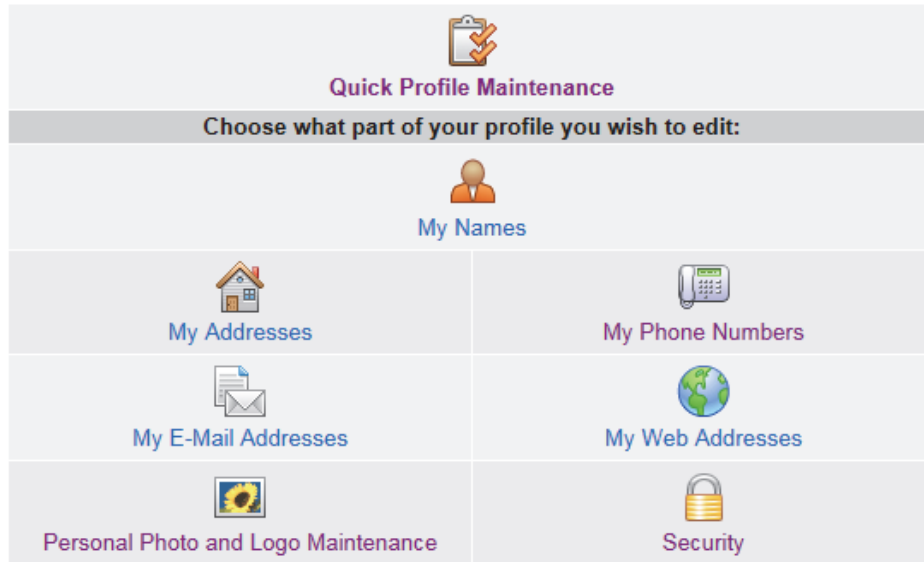 Quick Profile Maintenance
Choose what part of your profile you wish to edit:
My Names
My Addresses
My Phone Numbers
My E-Mail Addresses
My Web Addresses
Personal Photo and Logo Maintenance
Security